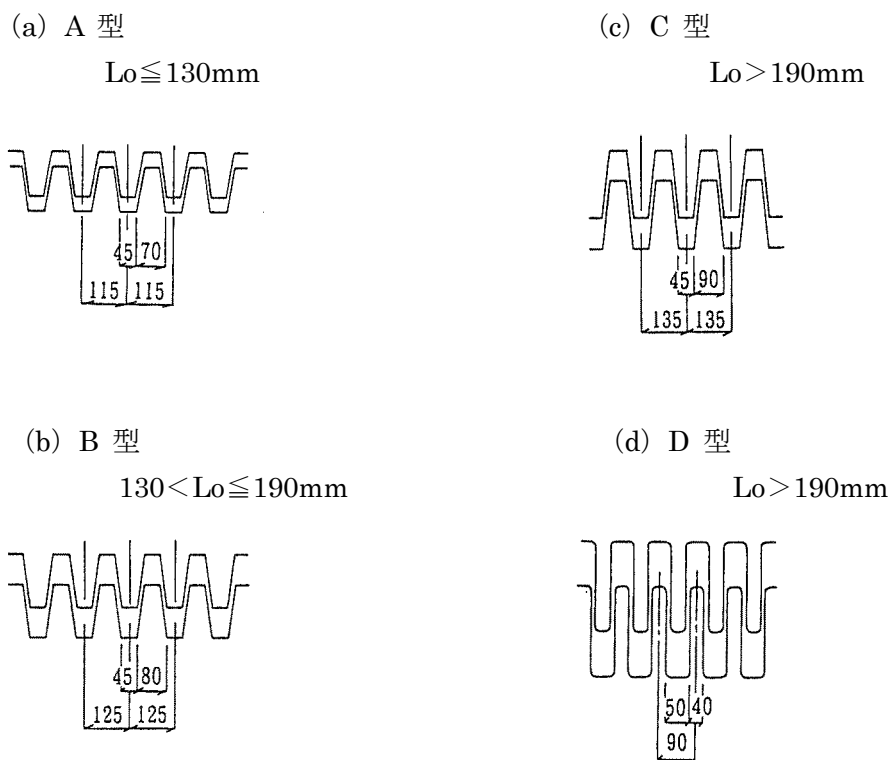 (a) A 型
Lo≦130mm
45 70
115 115
(c) C 型
Lo＞190mm
45 90
135 135
(b) B 型
130＜Lo≦190mm
45 80
125 125
(d) D 型
Lo＞190mm
50 40
90